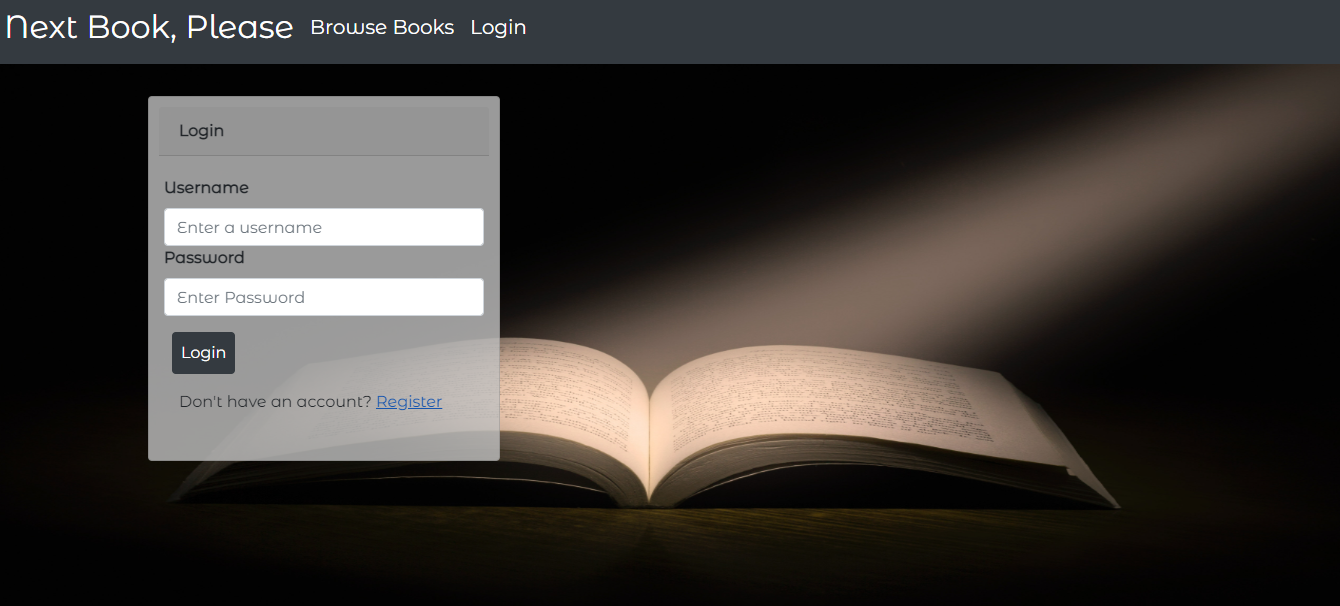 Next Book, Please Browse Books Login
Login
Username
Enter a username
Password
Enter Password
Login
Don't have an account? Register